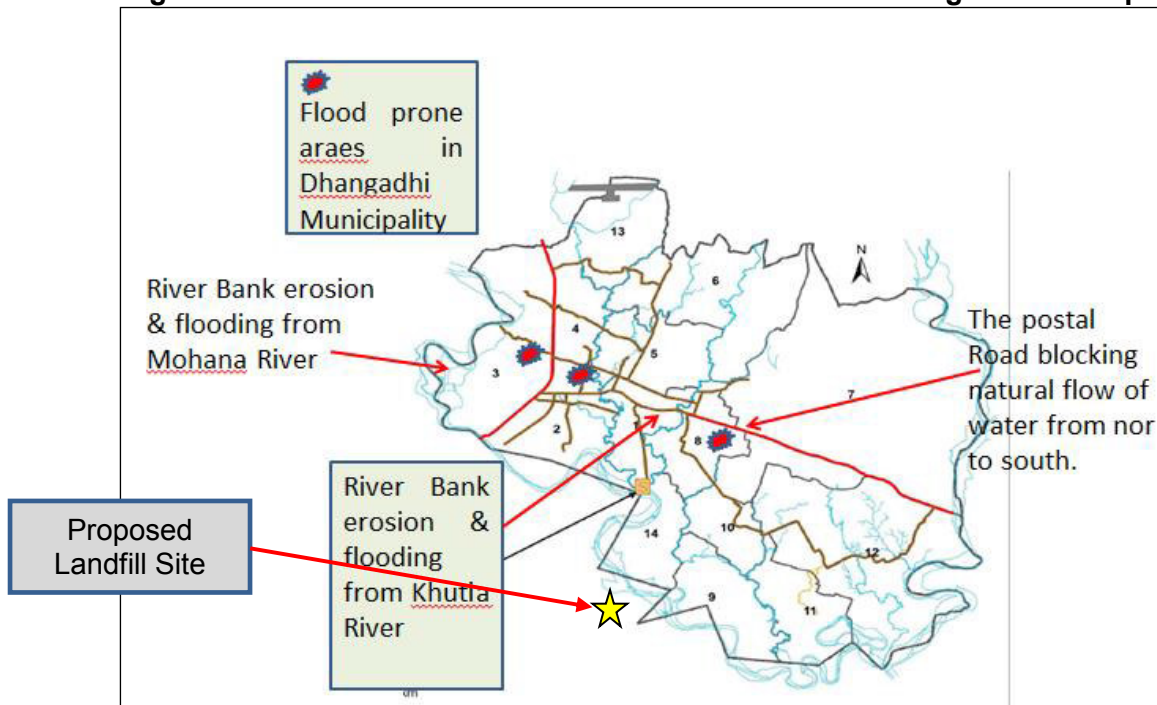 Flood prone
araes in
Dhangadhi
Municipality
River Bank erosion
& flooding from
Mohana River
The postal
Road blocking
natural flow of
water from nor
to south.
River Bank
erosion &
flooding
from Khutia
River
Proposed
Landfill Site
N
13
6
4
5
3
7
2
1
8
S
14
10
12
9
11